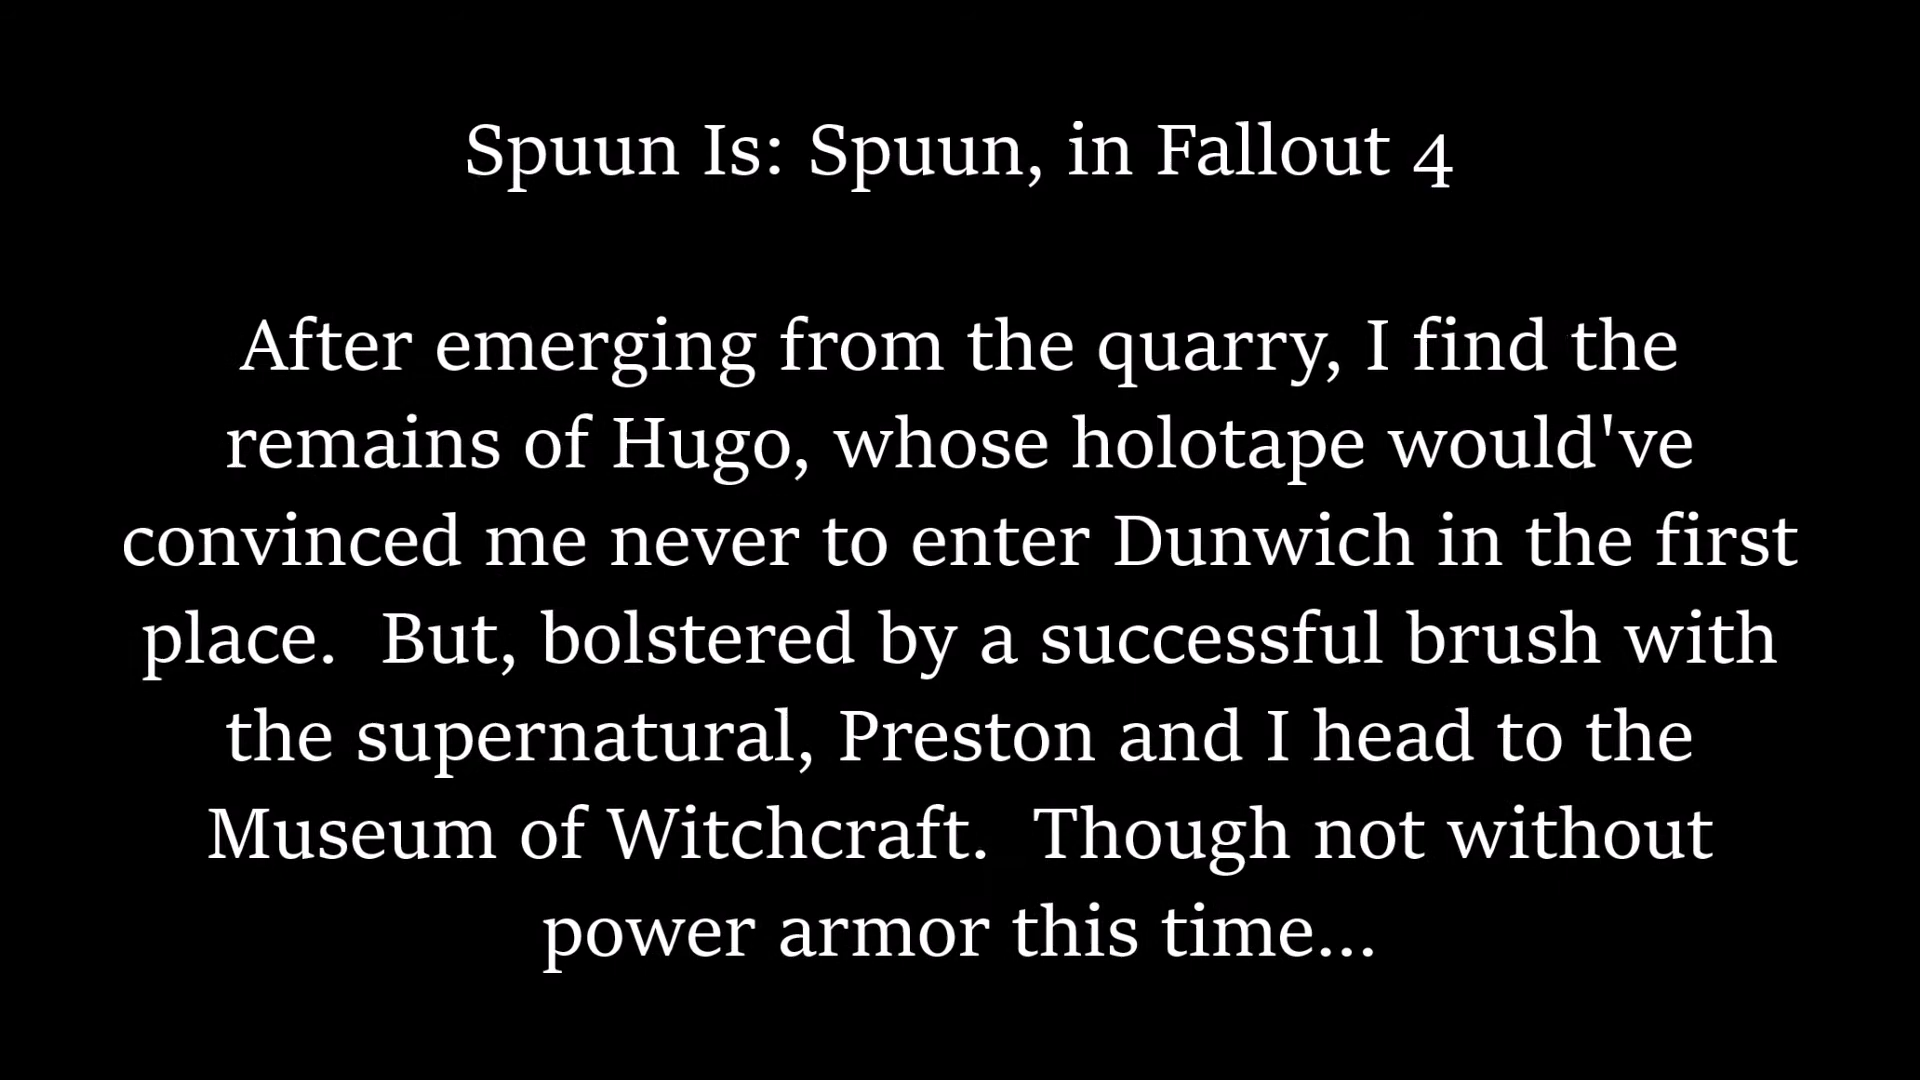 Spuun Is: Spuun, in Fallout 4
After emerging from the quarry, I find the
remains of Hugo, whose holotape would've
convinced me never to enter Dunwich in the first
place.  But, bolstered by a successful brush with
the supernatural, Preston and I head to the
Museum of Witchcraft.  Though not without
power armor this time...